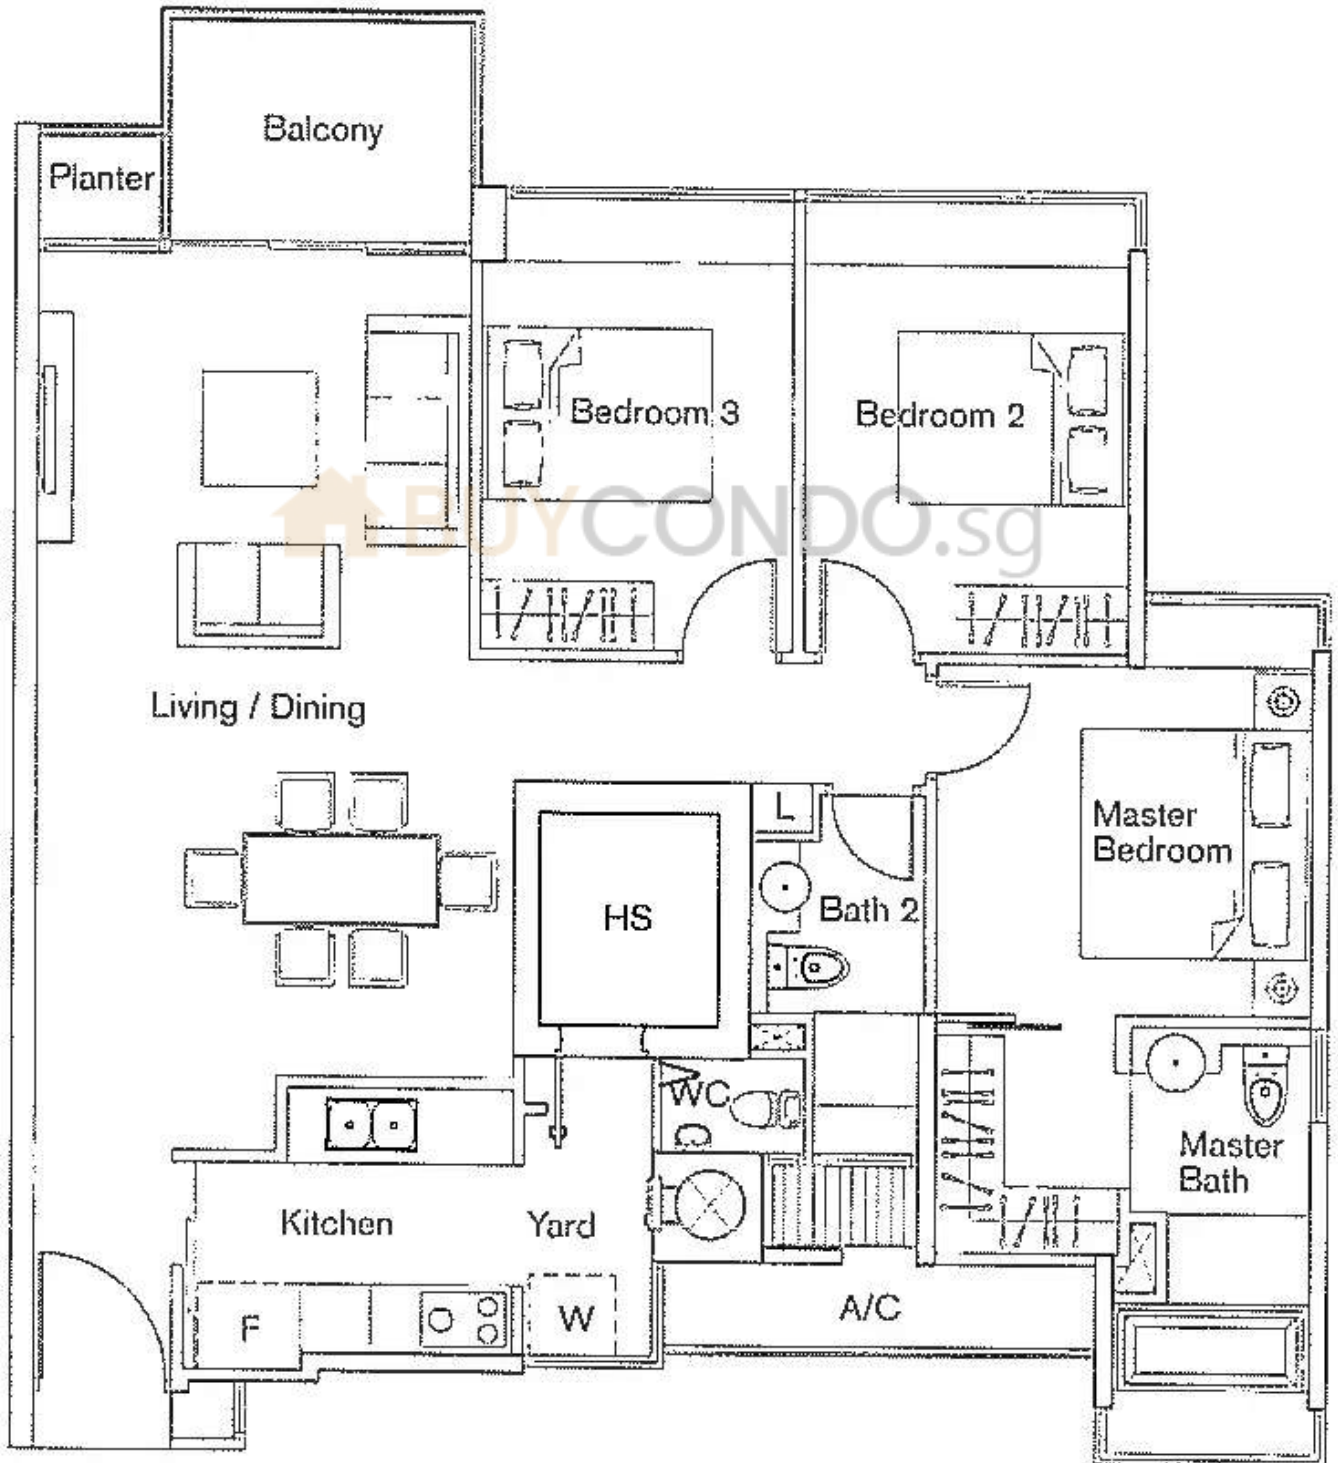 Balcony
Planter
Bedroom 3
Bedroom 2
BUYCONDO.sg
Living / Dining
L
Master
Bedroom
HS
Bath 2
WC
Master
Bath
Kitchen
Yard
F
W
A/C